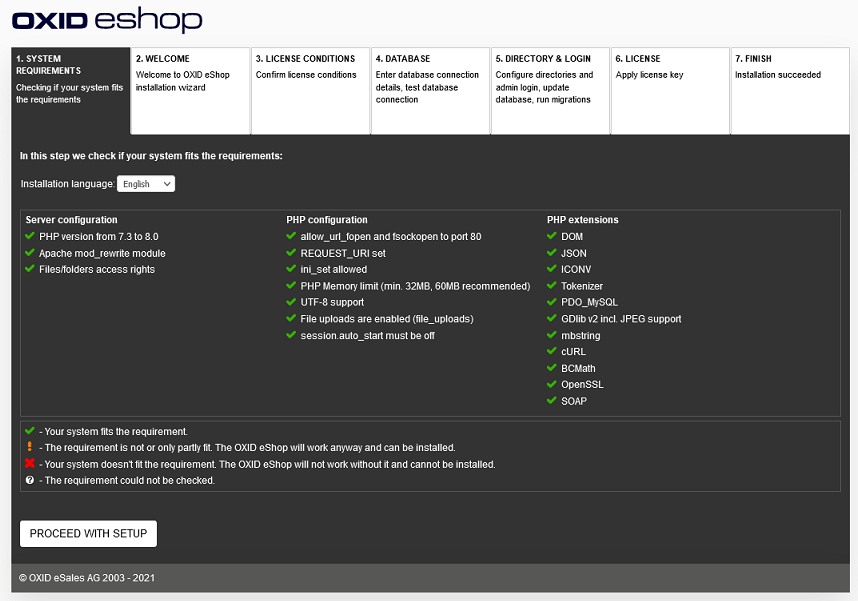 OXID eshop
1. SYSTEM
REQUIREMENTS
Checking if your system fits
the requirements
2. WELCOME
Welcome to OXID eShop
installation wizard
3. LICENSE CONDITIONS
Confirm license conditions
4. DATABASE
Enter database connection
details, test database
connection
5. DIRECTORY & LOGIN
Configure directories and
admin login, update
database, run migrations
6. LICENSE
Apply license key
7. FINISH
Installation succeeded
In this step we check if your system fits the requirements:
Installation language: English
Server configuration
PHP version from 7.3 to 8.0
Apache mod_rewrite module
Files/folders access rights
PHP configuration
allow_url_fopen and fsockopen to port 80
REQUEST_URI set
ini_set allowed
PHP Memory limit (min. 32MB, 60MB recommended)
UTF-8 support
File uploads are enabled (file_uploads)
session.auto_start must be off
PHP extensions
DOM
JSON
ICONV
Tokenizer
PDO_MySQL
GDlib v2 incl. JPEG support
mbstring
cURL
BCMath
OpenSSL
SOAP
- Your system fits the requirement.
- The requirement is not or only partly fit. The OXID eShop will work anyway and can be installed.
- Your system doesn't fit the requirement. The OXID eShop will not work without it and cannot be installed.
- The requirement could not be checked.
PROCEED WITH SETUP
© OXID eSales AG 2003 - 2021